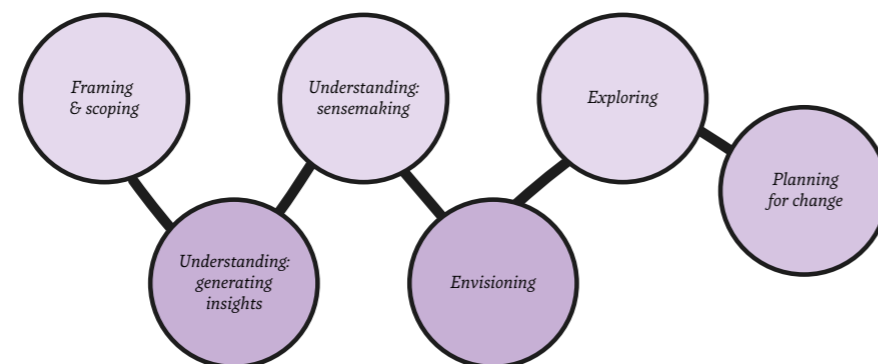 Framing
& scoping
Understanding:
generating
insights
Understanding:
sensemaking
Envisioning
Exploring
Planning
for change